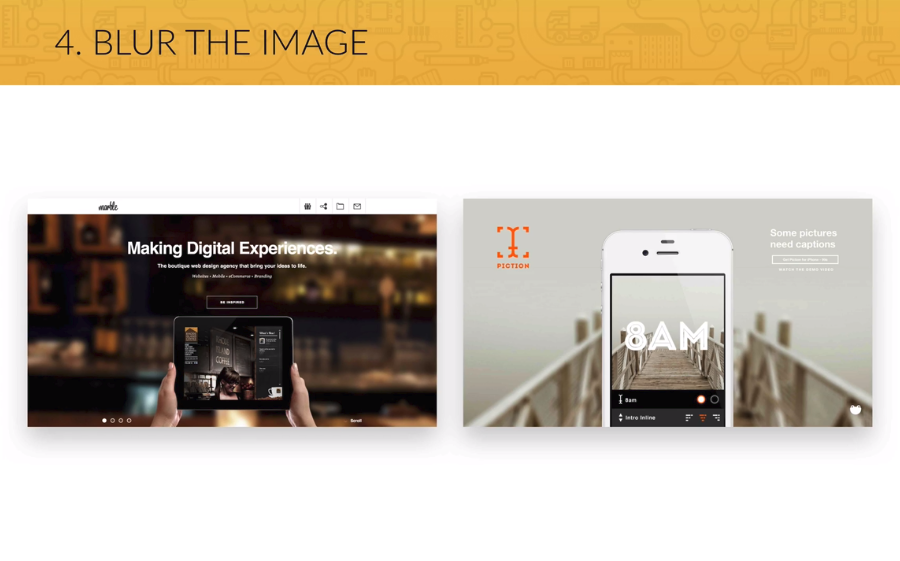 4. BLUR THE IMAGE
marble
Making Digital Experiences.
The boutique web design agency that bring your ideas to life.
Websites • Mobile • eCommerce • Branding
BE INSPIRED
Scroll
PICTION
Some pictures
need captions
WATCH THE DEMO VIDEO
8AM
8am
Intro Inline